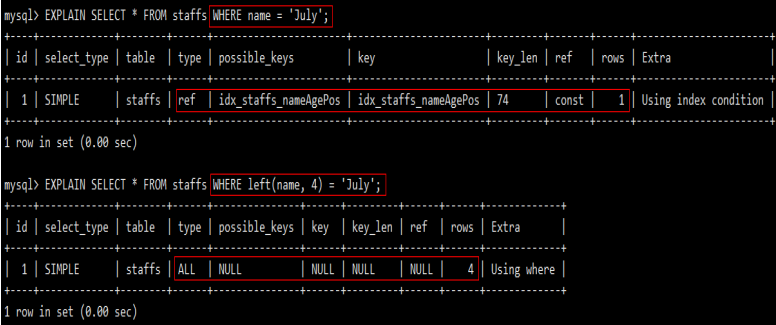 mysql> EXPLAIN SELECT * FROM staffs WHERE name = 'July';
+----+-------------+--------+------+-----------------------+-----------------------+---------+-------+------+-----------------------+
| id | select_type | table | type | possible_keys | key | key_len | ref | rows | Extra |
+----+-------------+--------+------+-----------------------+-----------------------+---------+-------+------+-----------------------+
| 1 | SIMPLE | staffs | ref | idx_staffs_nameAgePos | idx_staffs_nameAgePos | 74 | const | 1 | Using index condition |
+----+-------------+--------+------+-----------------------+-----------------------+---------+-------+------+-----------------------+
1 row in set (0.00 sec)
mysql> EXPLAIN SELECT * FROM staffs WHERE left(name, 4) = 'July';
+----+-------------+--------+------+---------------+------+---------+------+------+-------------+
| id | select_type | table | type | possible_keys | key | key_len | ref | rows | Extra |
+----+-------------+--------+------+---------------+------+---------+------+------+-------------+
| 1 | SIMPLE | staffs | ALL | NULL | NULL | NULL | NULL | 4 | Using where |
+----+-------------+--------+------+---------------+------+---------+------+------+-------------+
1 row in set (0.00 sec)